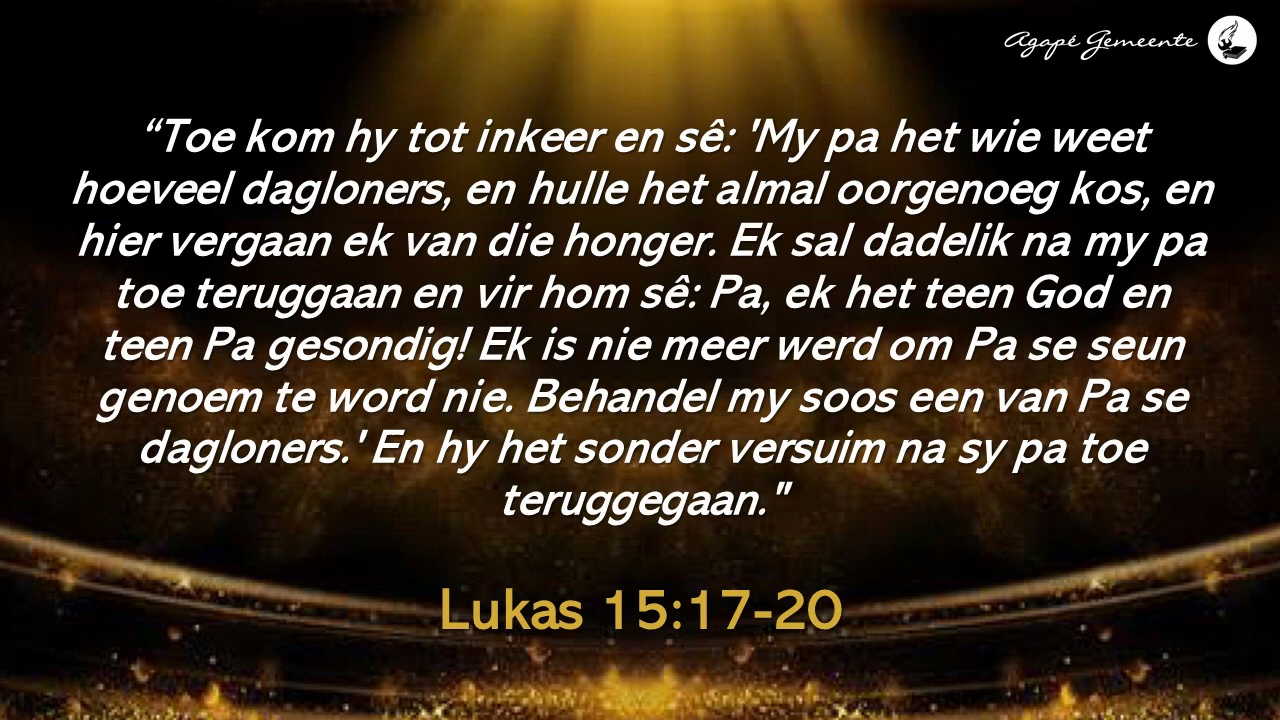 Agapé Gemeente
“Toe kom hy tot inkeer en sê: 'My pa het wie weet
hoeveel dagloners, en hulle het almal oorgenoeg kos, en
hier vergaan ek van die honger. Ek sal dadelik na my pa
toe teruggaan en vir hom sê: Pa, ek het teen God en
teen Pa gesondig! Ek is nie meer werd om Pa se seun
genoem te word nie. Behandel my soos een van Pa se
dagloners.' En hy het sonder versuim na sy pa toe
teruggegaan."
Lukas 15:17-20